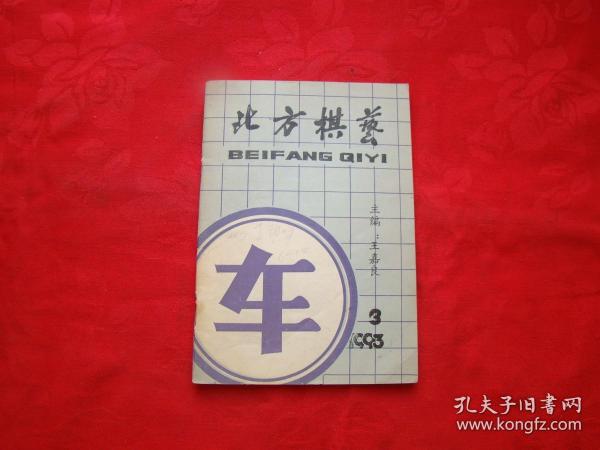 北方棋藝
BEIFANG QIYI
主编:王嘉良
车
3
1993
孔夫子旧书网
www.kongfz.com